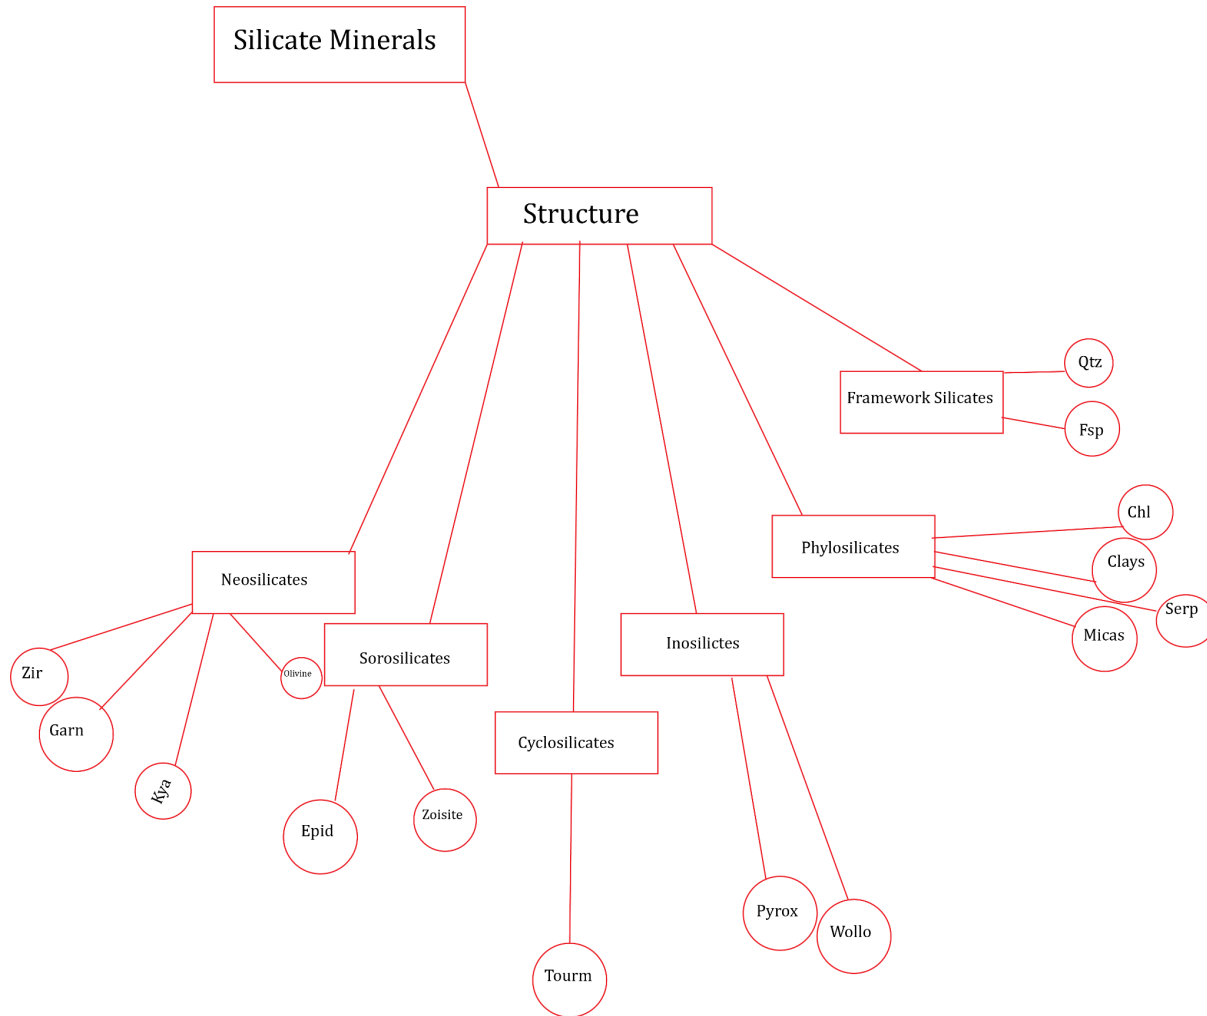 Silicate Minerals
Structure
Framework Silicates
Qtz
Fsp
Phylosilicates
Chl
Clays
Serp
Micas
Neosilicates
Zir
Garn
Kya
Olivine
Sorosilicates
Epid
Zoisite
Cyclosilicates
Tourm
Inosilictes
Pyrox
Wollo